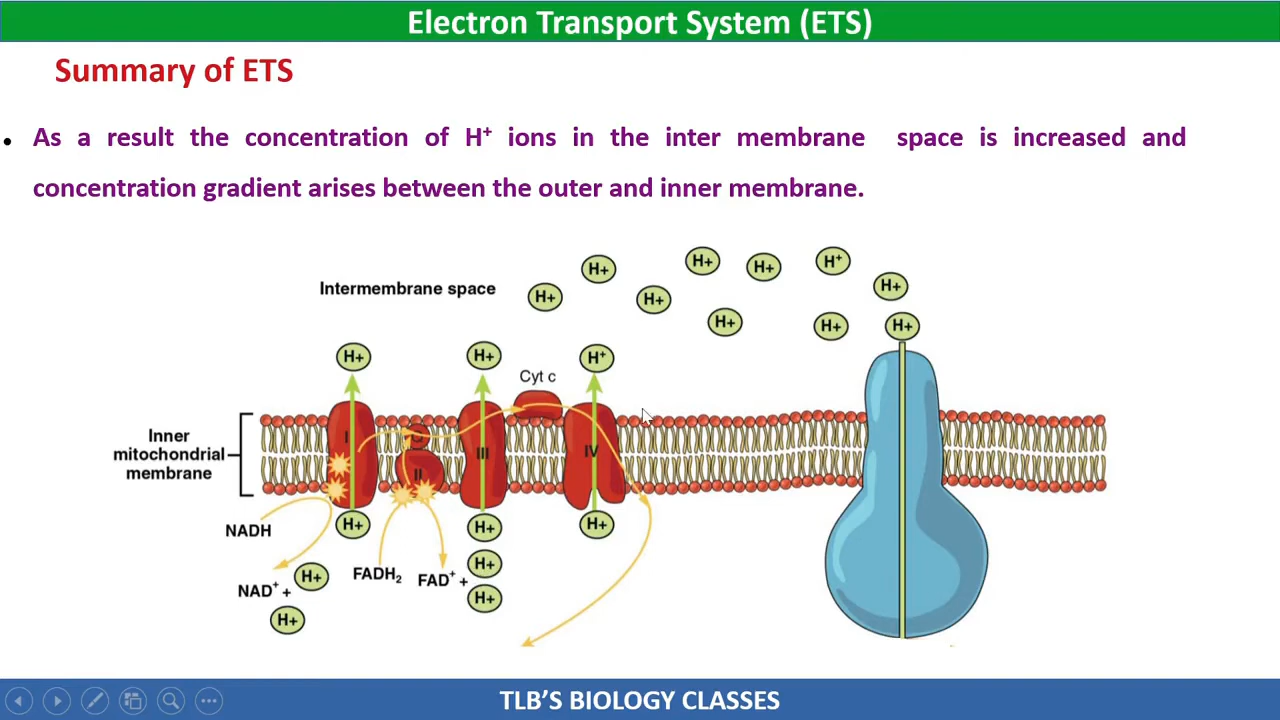 Electron Transport System (ETS)
Summary of ETS
• As a result the concentration of H⁺ ions in the inter membrane space is increased and
concentration gradient arises between the outer and inner membrane.
H+ H+ H⁺
H+ H+
Intermembrane space
H+ H+ H+
H+ H+ H+
H+ H+ H⁺
Cyt c
Inner
mitochondrial
membrane
I
II
III
IV
NADH
H+ H+ H+
H+
FADH₂
FAD⁺ +
NAD⁺ +
H+
H+
H+
TLB'S BIOLOGY CLASSES